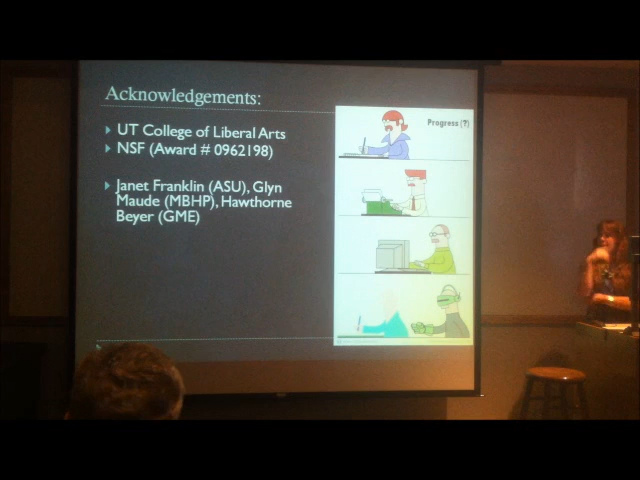 Acknowledgements:
UT College of Liberal Arts
NSF (Award # 0962198)
Janet Franklin (ASU), Glyn
Maude (MBHP), Hawthorne
Beyer (GME)
Progress (?)